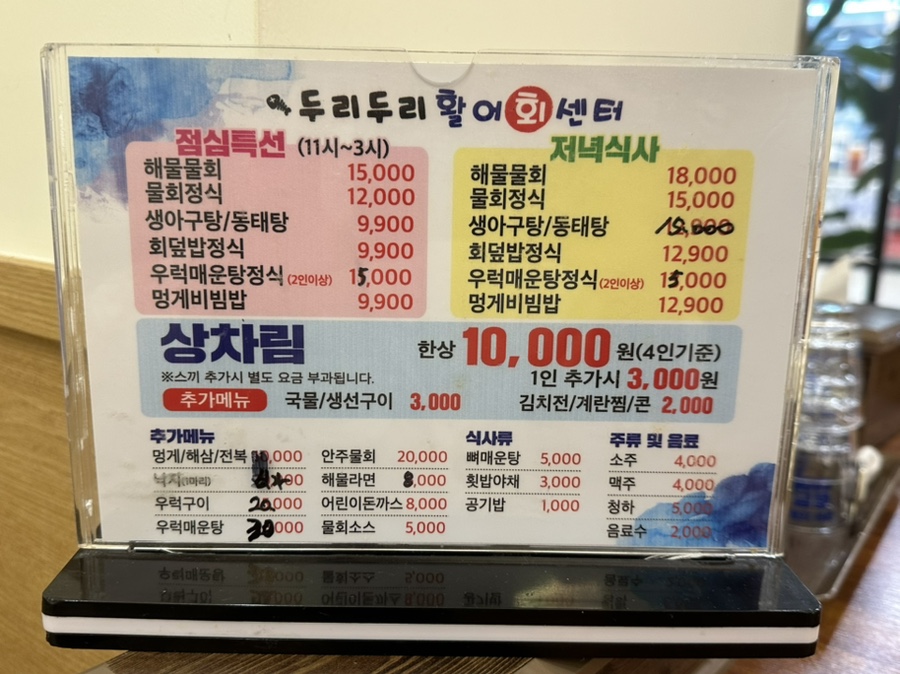 두리두리 활어회센터
점심특선 (11시~3시)
해물물회 15,000
물회정식 12,000
생아구탕/동태탕 9,900
회덮밥정식 9,900
우럭매운탕정식(2인이상) 15,000
멍게비빔밥 9,900
저녁식사
해물물회 18,000
물회정식 15,000
생아구탕/동태탕
회덮밥정식 12,900
우럭매운탕정식(2인이상) 15,000
멍게비빔밥 12,900
상차림 한상 10,000원(4인기준)
※스끼 추가시 별도 요금 부과됩니다. 1인 추가시 3,000원
추가메뉴 국물/생선구이 3,000 김치전/계란찜/콘 2,000
추가메뉴
멍게/해삼/전복
낙지(1마리)
우럭구이 20,000
우럭매운탕 30,000
안주물회 20,000
해물라면 8,000
어린이돈까스 8,000
물회소스 5,000
식사류
뼈매운탕 5,000
횟밥야채 3,000
공기밥 1,000
주류 및 음료
소주 4,000
맥주 4,000
청하 5,000
음료수 2,000